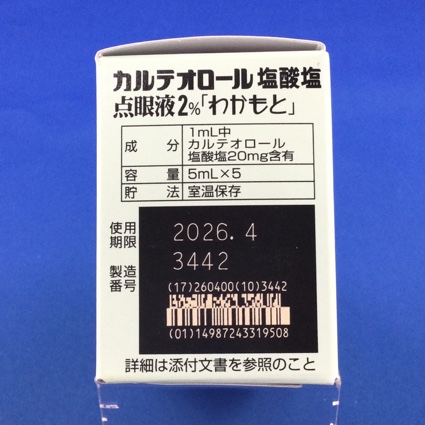 カルテオロール塩酸塩
点眼液2%「わかもと」
成分 1mL中
カルテオロール
塩酸塩20mg含有
容量 5mL×5
貯法 室温保存
使用期限 2026.4
製造番号 3442
(17)260400(10)3442
(01)14987243319508
詳細は添付文書を参照のこと